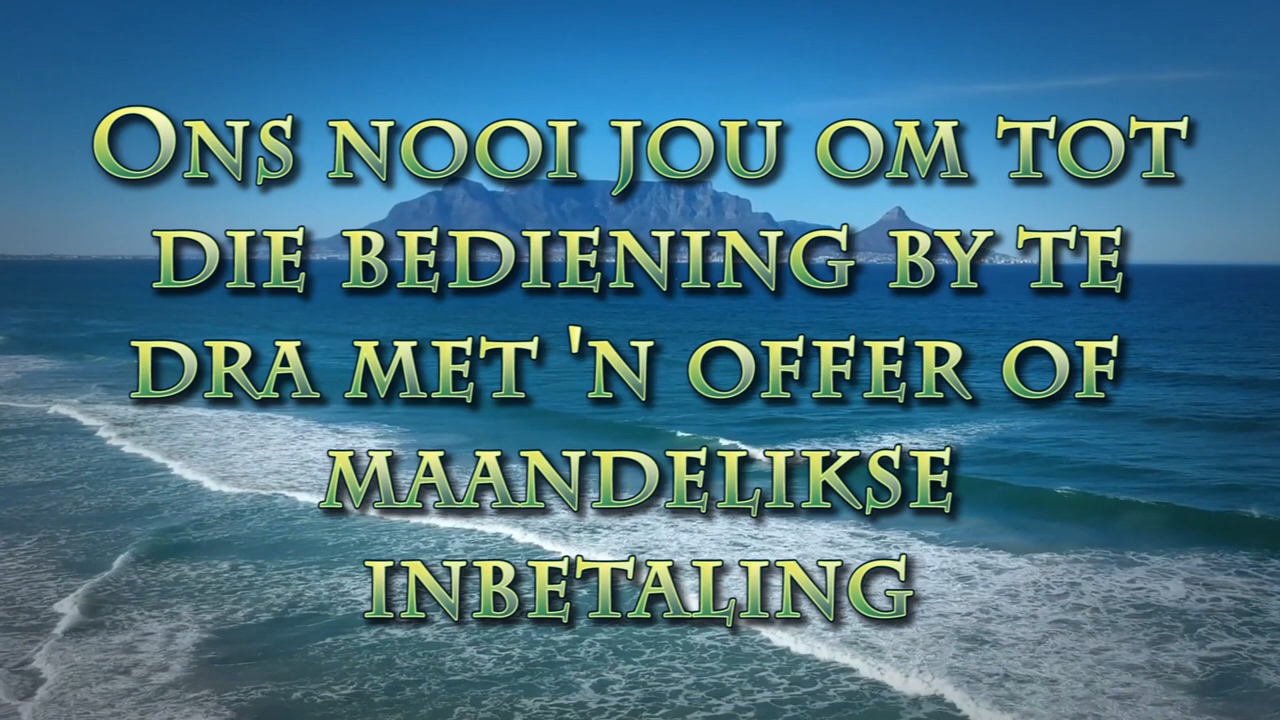 Ons nooi jou om tot
die bediening by te
dra met 'n offer of
maandelikse
inbetaling